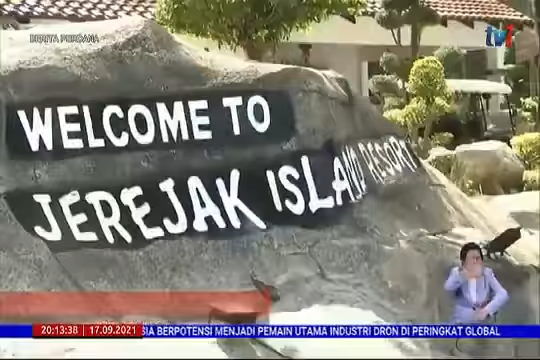 BERITA PERDANA
tv1
WELCOME TO
JEREJAK ISLAND RESORT
20:13:38 17.09.2021 SIA BERPOTENSI MENJADI PEMAIN UTAMA INDUSTRI DRON DI PERINGKAT GLOBAL